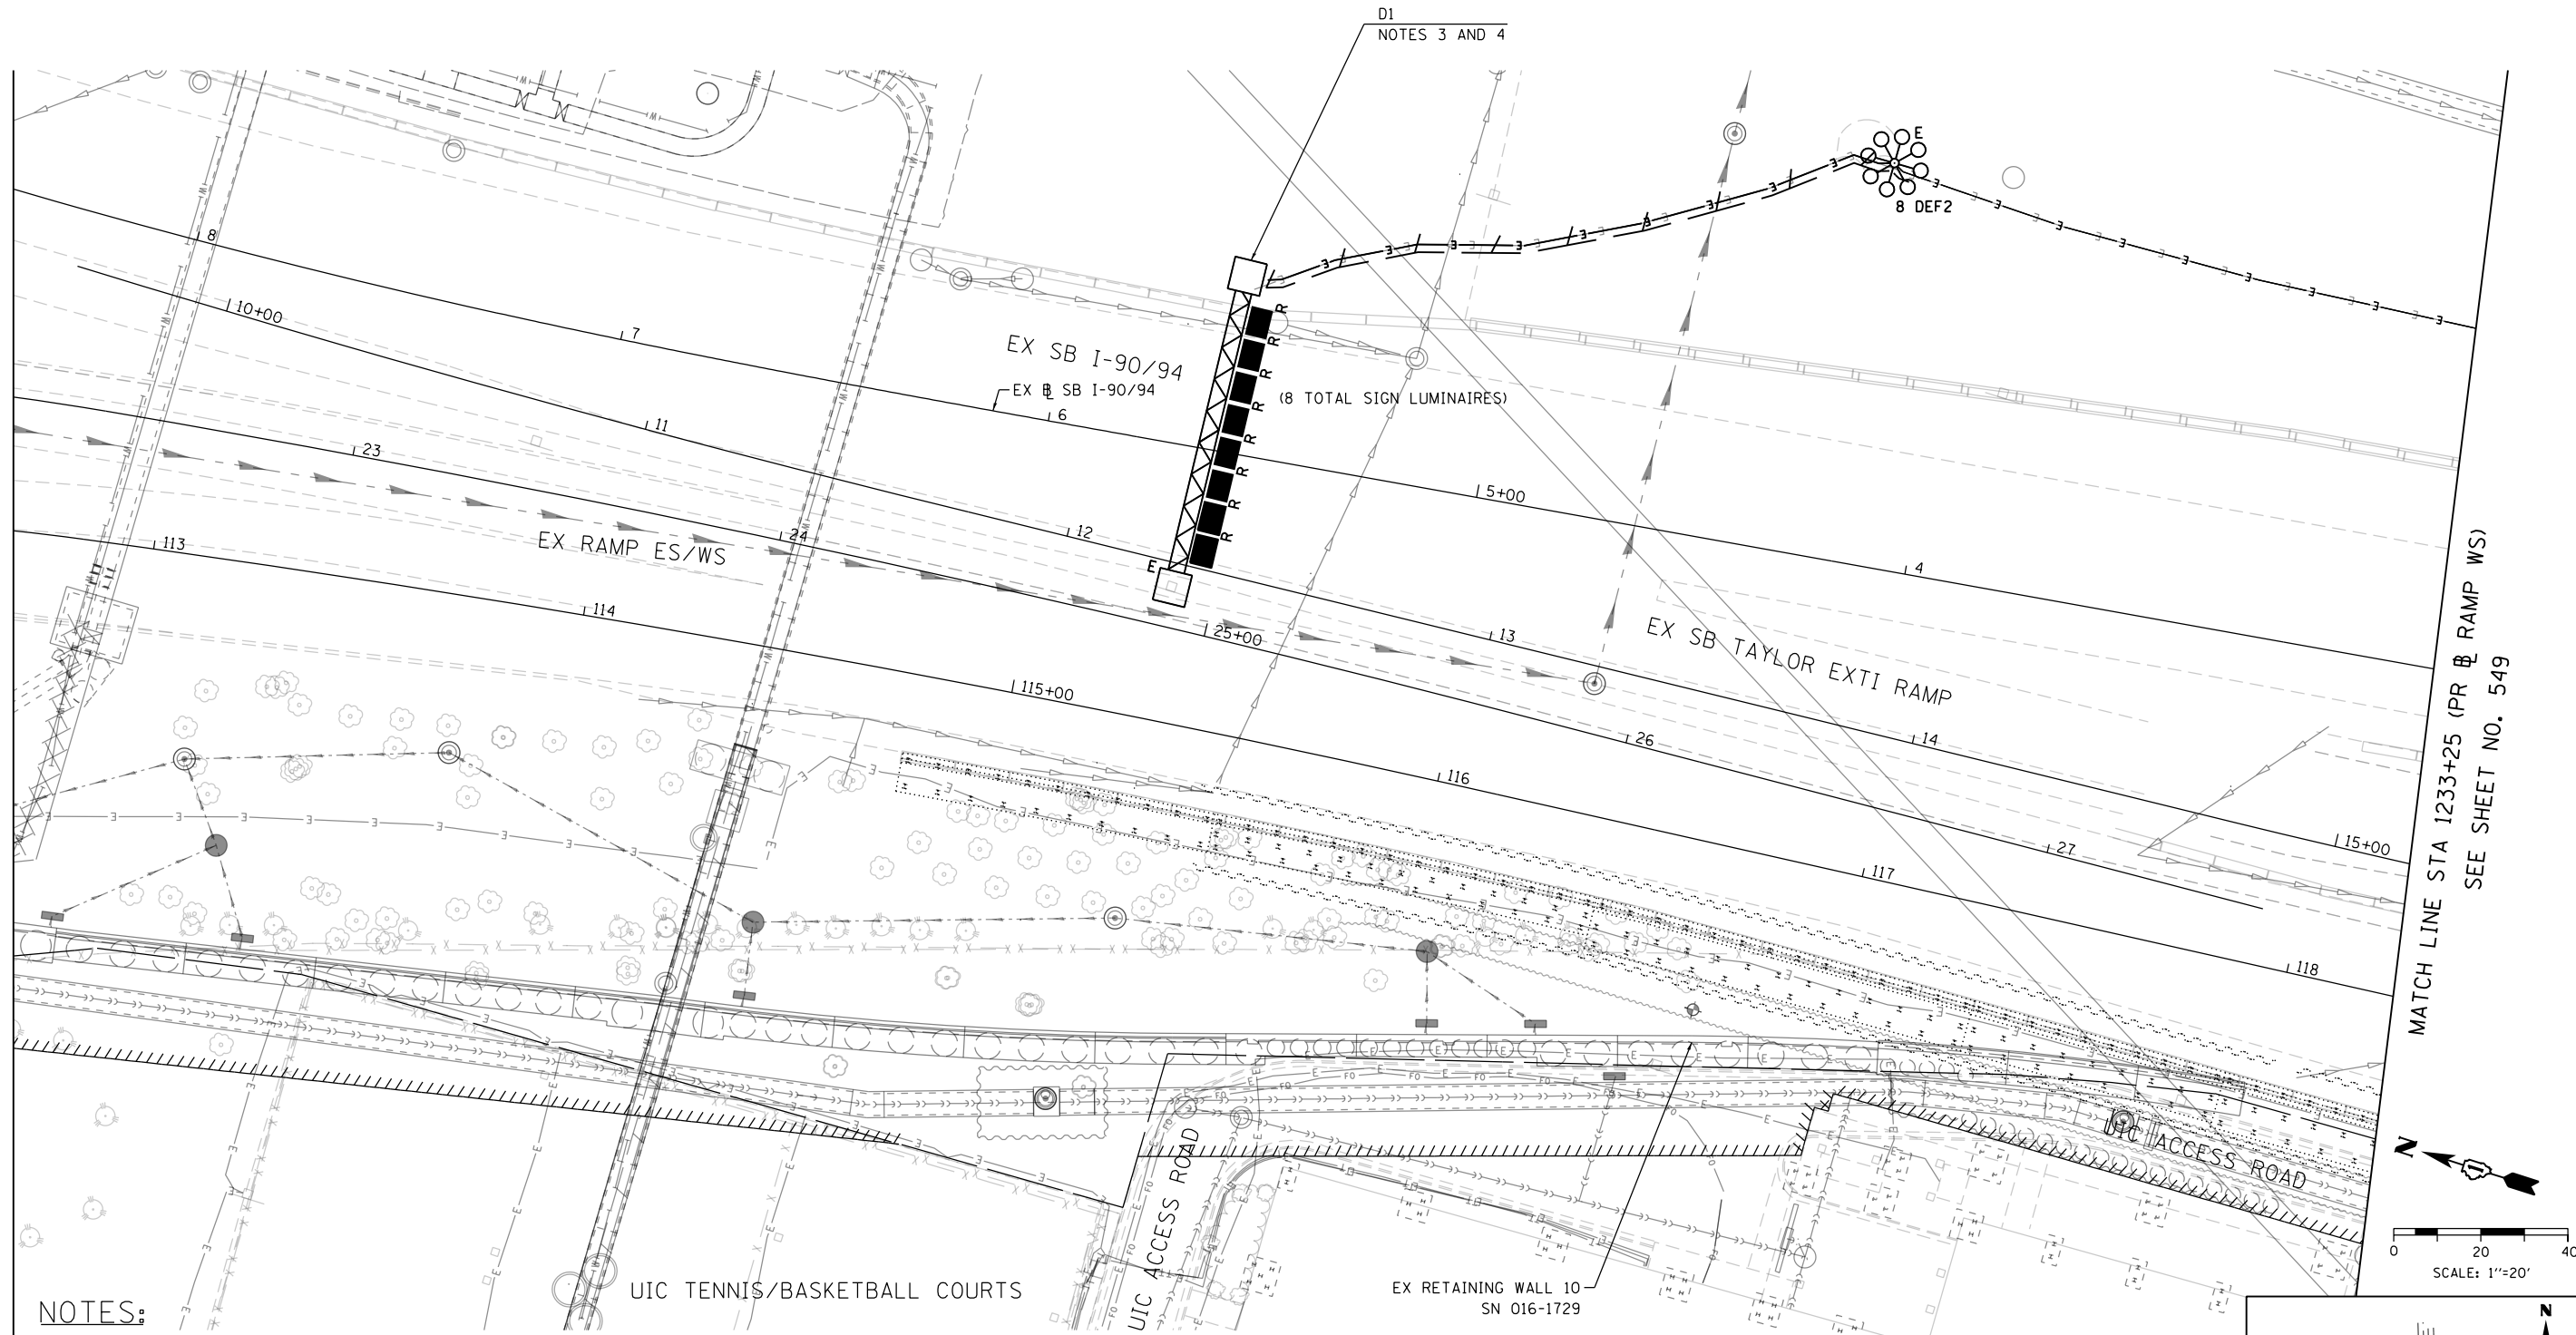 D1
NOTES 3 AND 4
E
8 DEF2
8
7
6
5+00
4
10+00
11
12
13
14
15+00
EX SB I-90/94
EX BL SB I-90/94
(8 TOTAL SIGN LUMINAIRES)
R
R
R
R
R
R
R
R
E
23
24
25+00
26
27
EX RAMP ES/WS
EX SB TAYLOR EXTI RAMP
113
114
115+00
116
117
118
MATCH LINE STA 1233+25 (PR BL RAMP WS)
SEE SHEET NO. 549
UIC ACCESS ROAD
UIC ACCESS ROAD
UIC TENNIS/BASKETBALL COURTS
EX RETAINING WALL 10
SN 016-1729
N
0 20 40
SCALE: 1''=20'
N
NOTES: